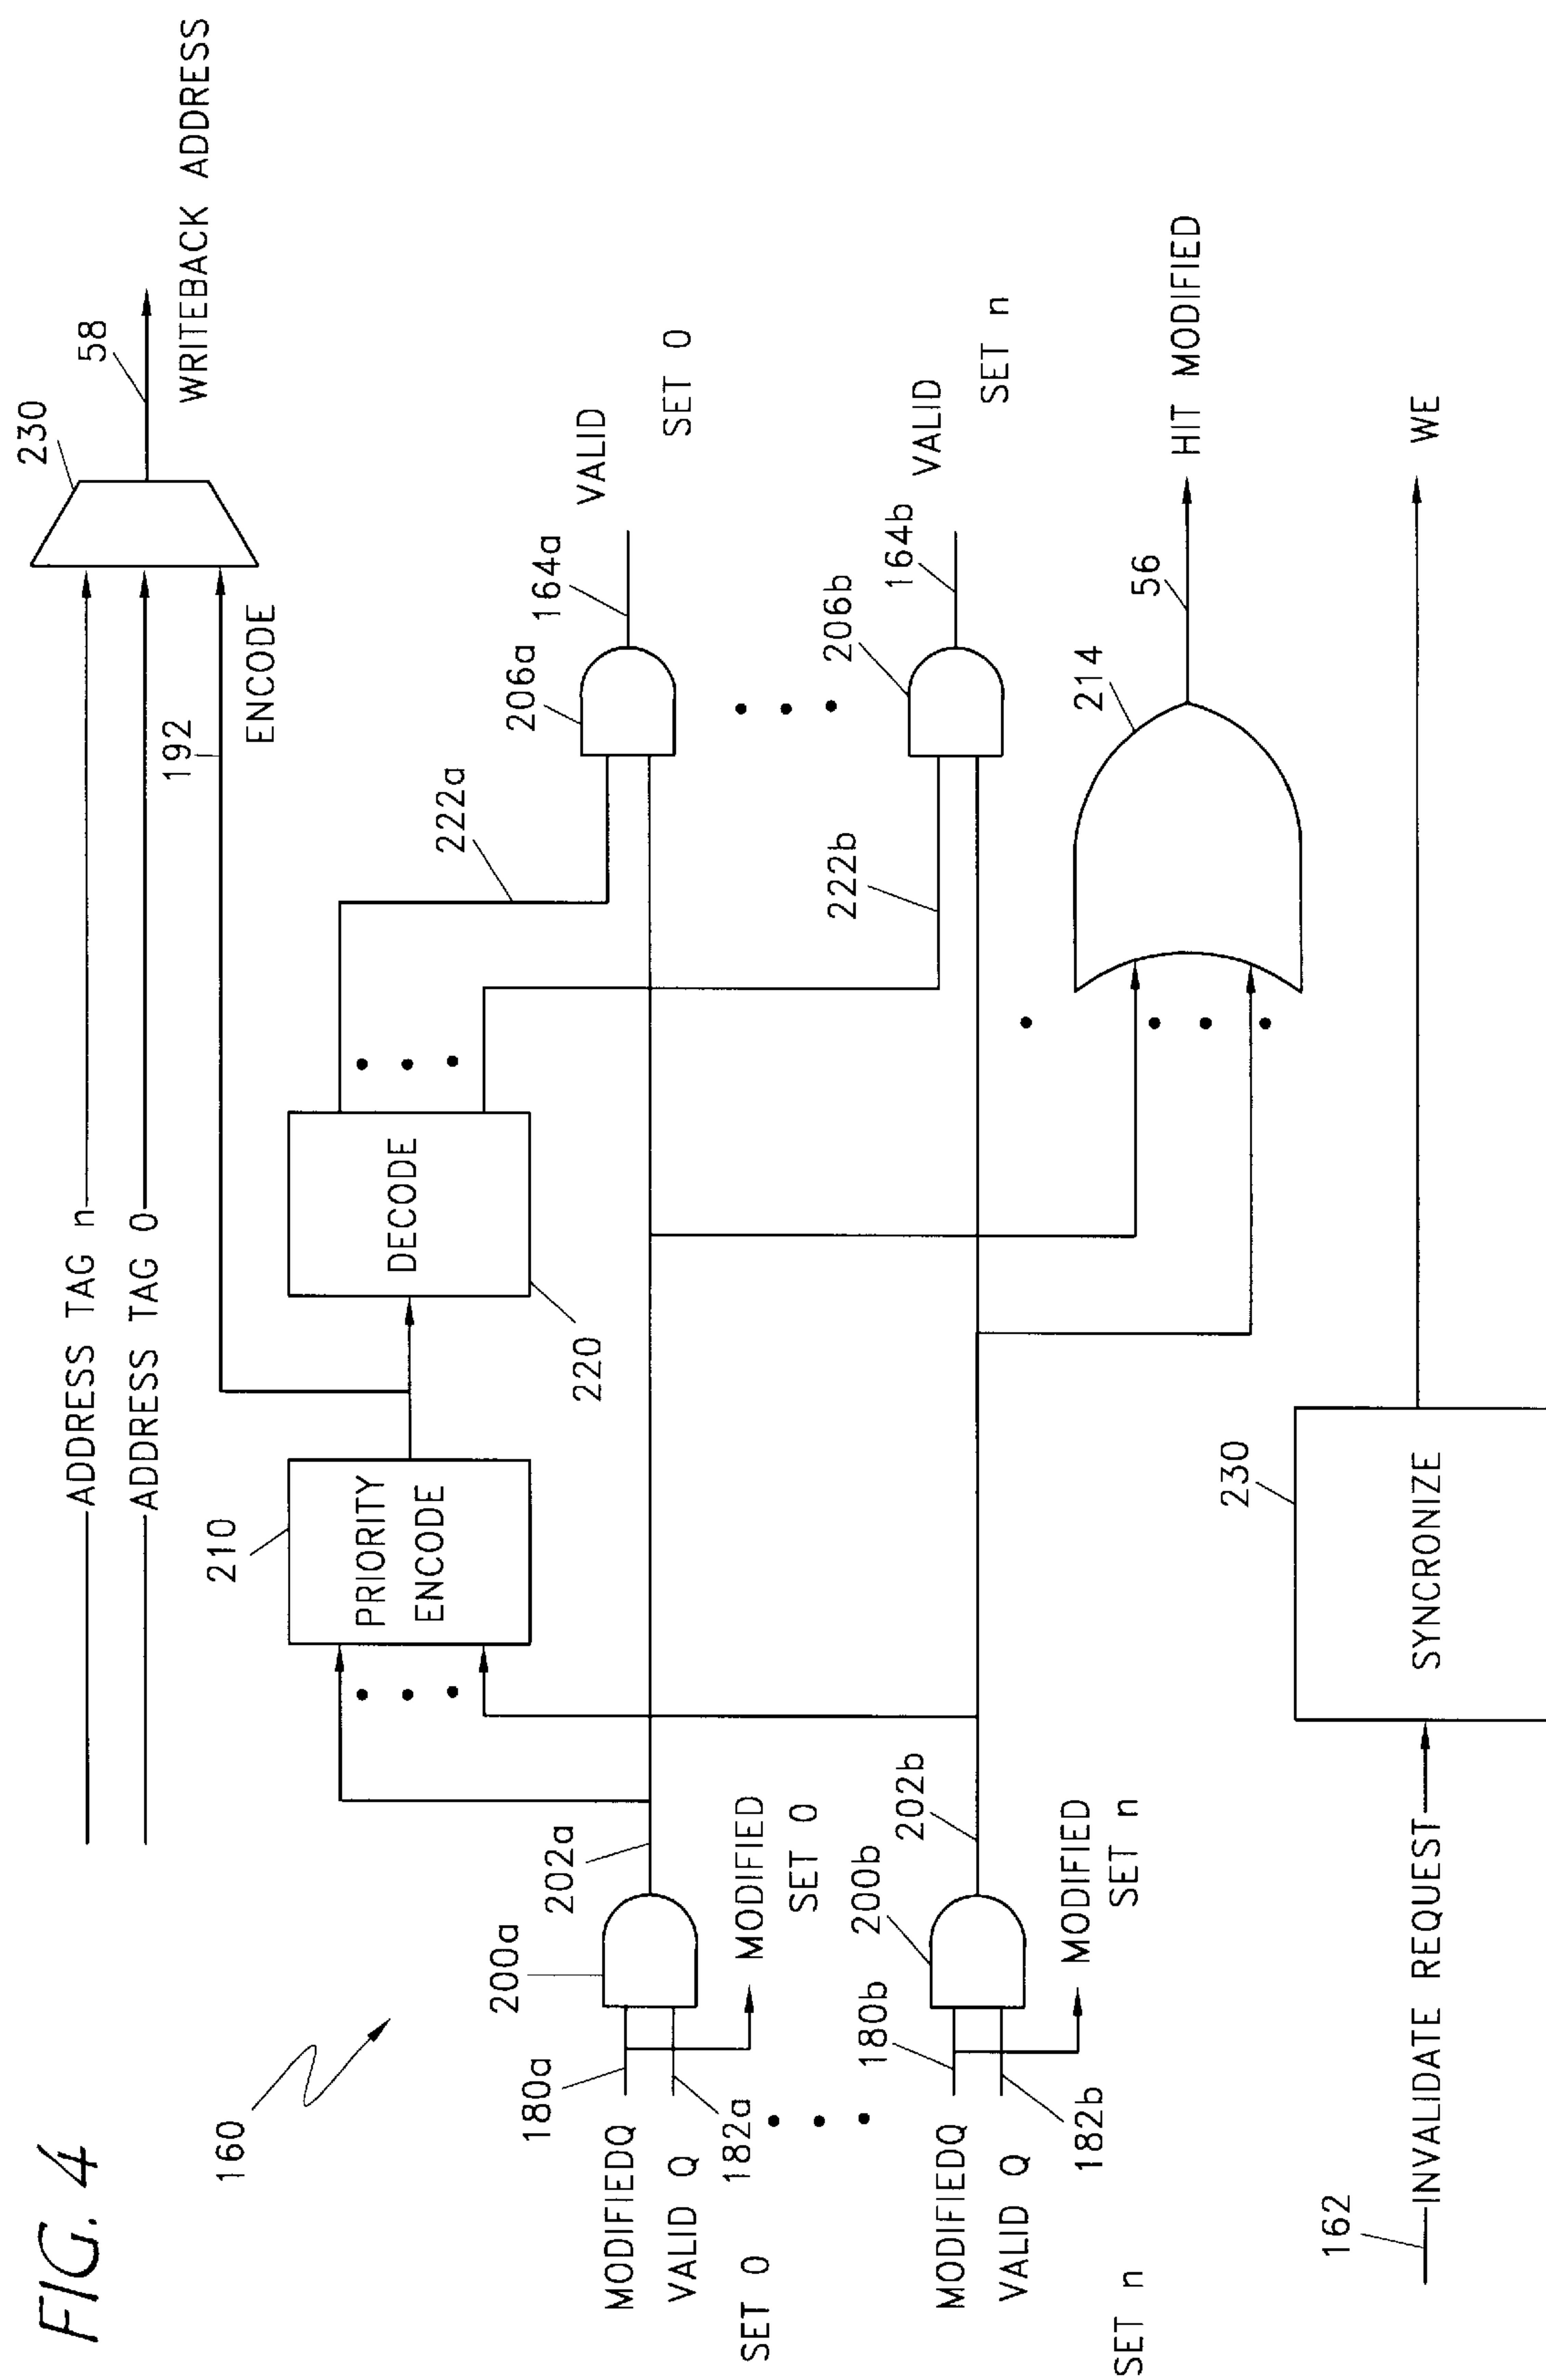 FIG. 4
ADDRESS TAG n
ADDRESS TAG 0
230
58
WRITEBACK ADDRESS
160
192
ENCODE
210
PRIORITY
ENCODE
DECODE
220
222a
222b
MODIFIEDQ
VALID Q
SET 0
180a
182a
200a
202a
MODIFIED
SET 0
206a
164a
VALID
SET 0
MODIFIEDQ
VALID Q
SET n
180b
182b
200b
202b
MODIFIED
SET n
206b
164b
VALID
SET n
214
56
HIT MODIFIED
162
INVALIDATE REQUEST
230
SYNCRONIZE
WE